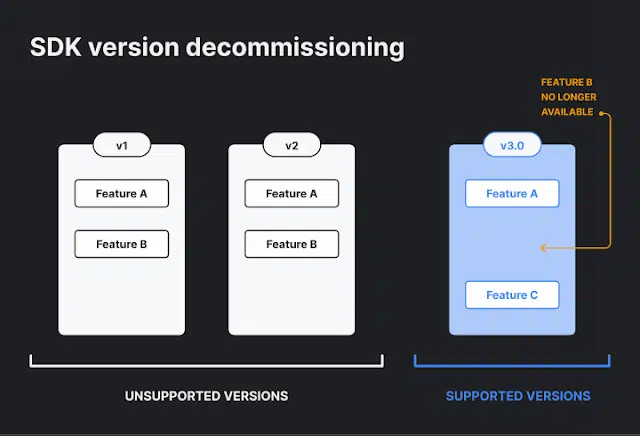 SDK version decommissioning
FEATURE B
NO LONGER
AVAILABLE
v1
v2
v3.0
Feature A
Feature A
Feature A
Feature B
Feature B
Feature C
UNSUPPORTED VERSIONS
SUPPORTED VERSIONS